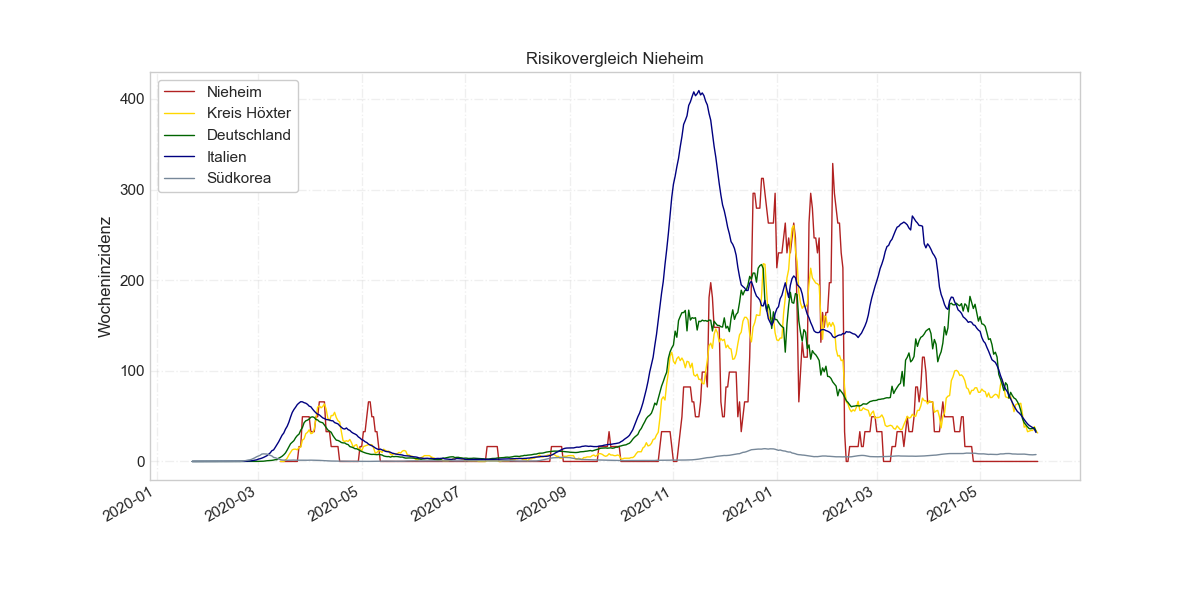 Risikovergleich Nieheim
Nieheim
Kreis Höxter
Deutschland
Italien
Südkorea
Wocheninzidenz
400
300
200
100
0
2020-01
2020-03
2020-05
2020-07
2020-09
2020-11
2021-01
2021-03
2021-05